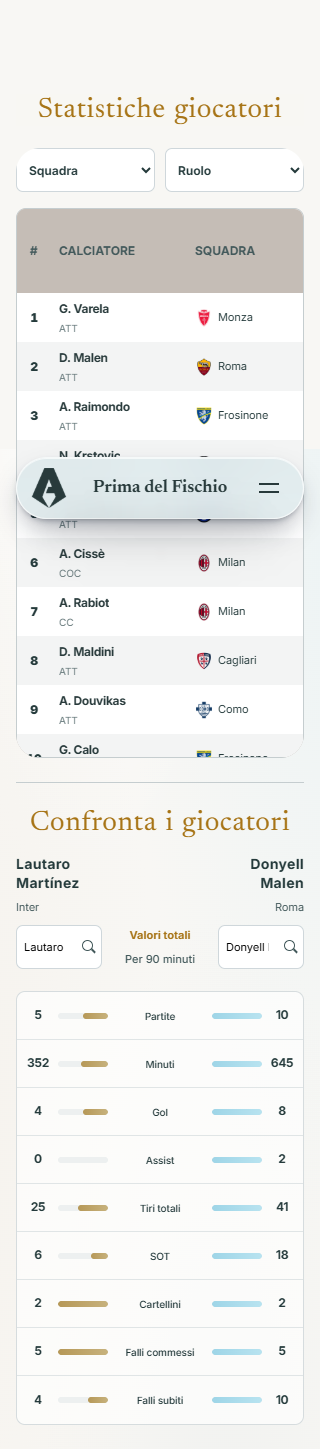 Statistiche giocatori
Squadra
Ruolo
# CALCIATORE SQUADRA
1 G. Varela Monza
ATT
2 D. Malen Roma
ATT
3 A. Raimondo Frosinone
ATT
N. Krstovic
Prima del Fischio
ATT
6 A. Cissè Milan
COC
7 A. Rabiot Milan
CC
8 D. Maldini Cagliari
ATT
9 A. Douvikas Como
ATT
G. Calo
Confronta i giocatori
Lautaro
Martínez
Inter
Donyell
Malen
Roma
Lautaro
Valori totali
Per 90 minuti
Donyell
5 Partite 10
352 Minuti 645
4 Gol 8
0 Assist 2
25 Tiri totali 41
6 SOT 18
2 Cartellini 2
5 Falli commessi 5
4 Falli subiti 10